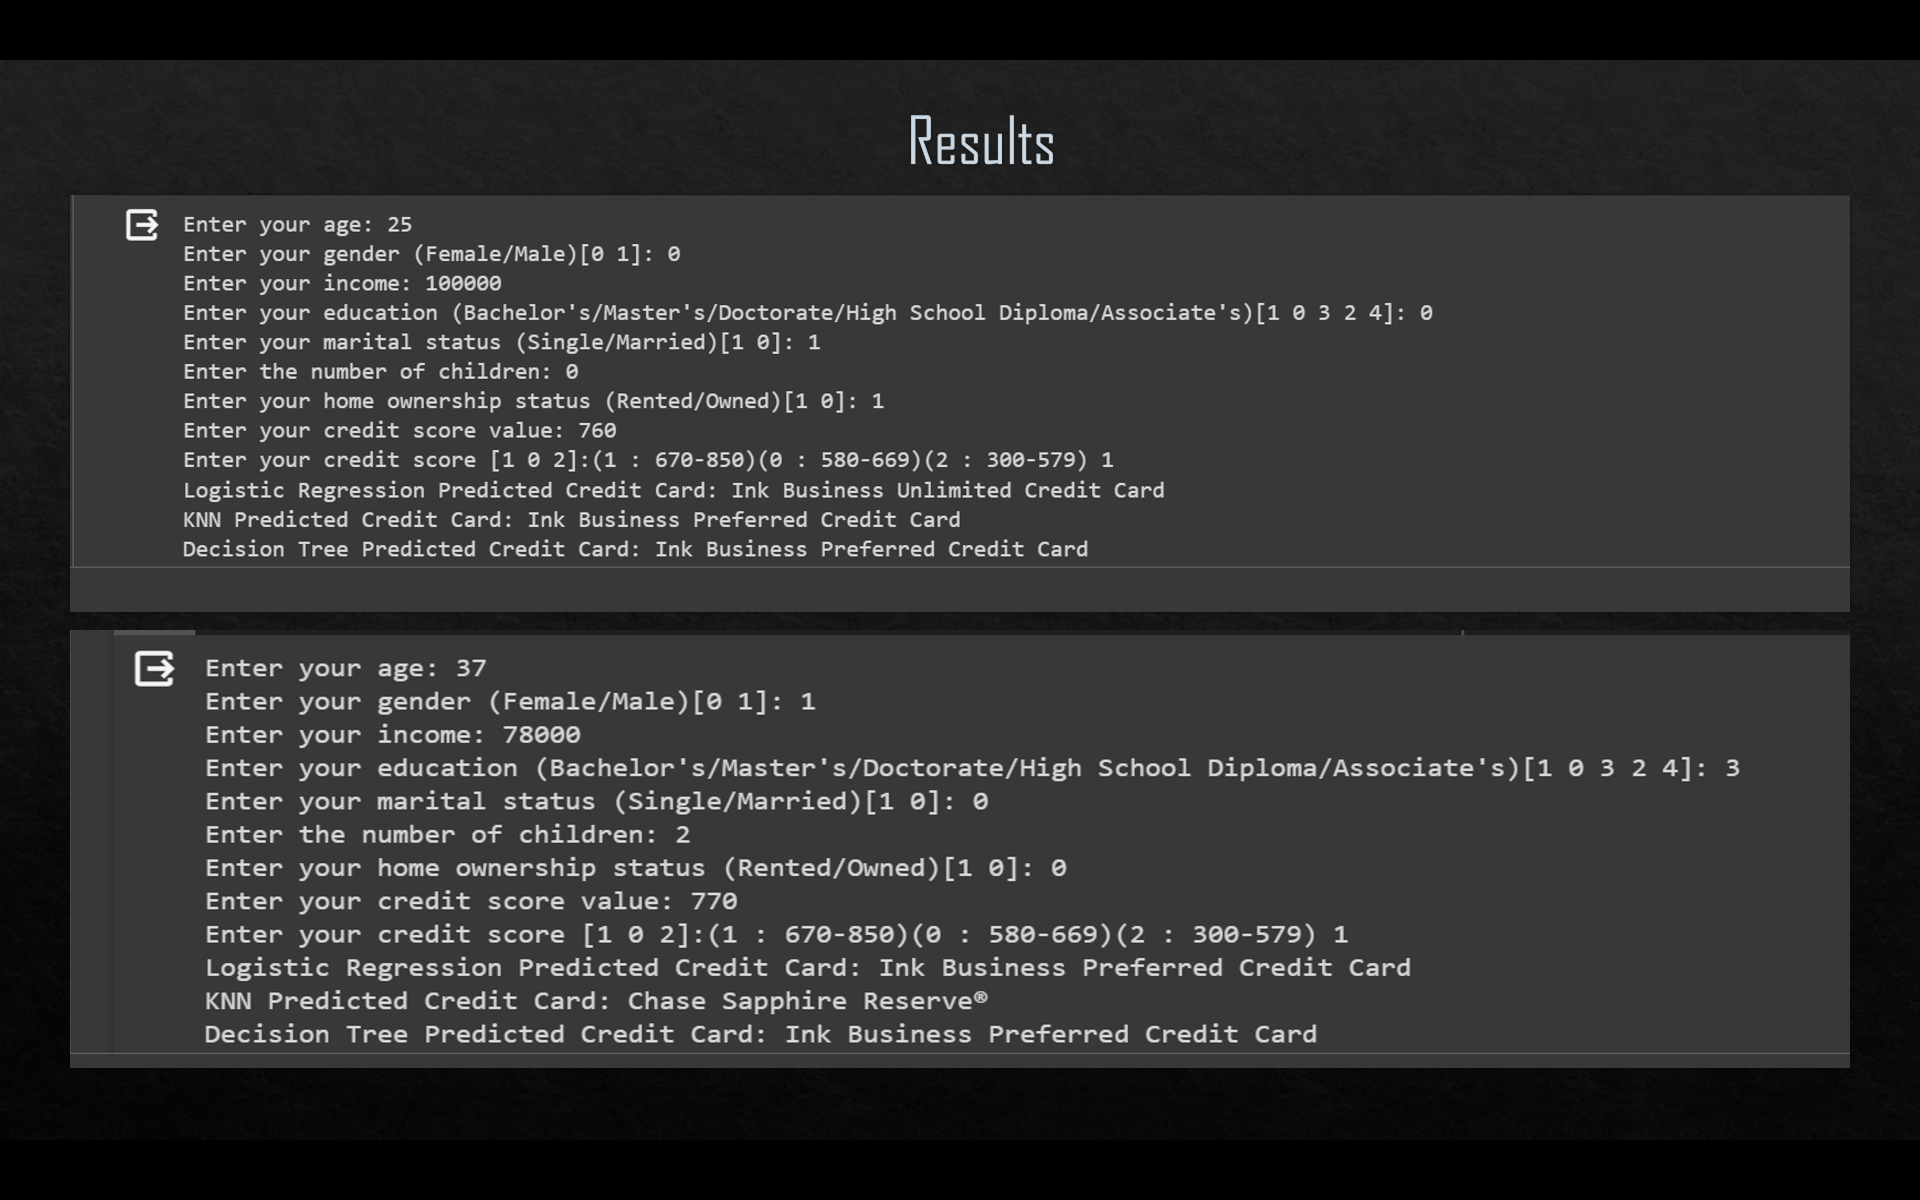 Results
Enter your age: 25
Enter your gender (Female/Male)[0 1]: 0
Enter your income: 100000
Enter your education (Bachelor's/Master's/Doctorate/High School Diploma/Associate's)[1 0 3 2 4]: 0
Enter your marital status (Single/Married)[1 0]: 1
Enter the number of children: 0
Enter your home ownership status (Rented/Owned)[1 0]: 1
Enter your credit score value: 760
Enter your credit score [1 0 2]:(1 : 670-850)(0 : 580-669)(2 : 300-579) 1
Logistic Regression Predicted Credit Card: Ink Business Unlimited Credit Card
KNN Predicted Credit Card: Ink Business Preferred Credit Card
Decision Tree Predicted Credit Card: Ink Business Preferred Credit Card
Enter your age: 37
Enter your gender (Female/Male)[0 1]: 1
Enter your income: 78000
Enter your education (Bachelor's/Master's/Doctorate/High School Diploma/Associate's)[1 0 3 2 4]: 3
Enter your marital status (Single/Married)[1 0]: 0
Enter the number of children: 2
Enter your home ownership status (Rented/Owned)[1 0]: 0
Enter your credit score value: 770
Enter your credit score [1 0 2]:(1 : 670-850)(0 : 580-669)(2 : 300-579) 1
Logistic Regression Predicted Credit Card: Ink Business Preferred Credit Card
KNN Predicted Credit Card: Chase Sapphire Reserve®
Decision Tree Predicted Credit Card: Ink Business Preferred Credit Card